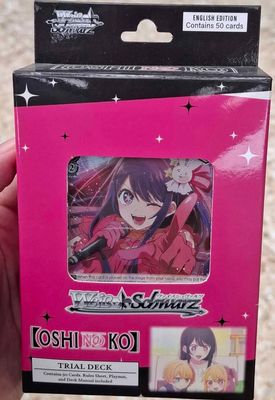 Weiß Schwarz
ENGLISH EDITION
Contains 50 cards
Weiß Schwarz
[OSHI NO KO]
TRIAL DECK
Contains 50 Cards, Rules Sheet, Playmat,
and Deck Manual included